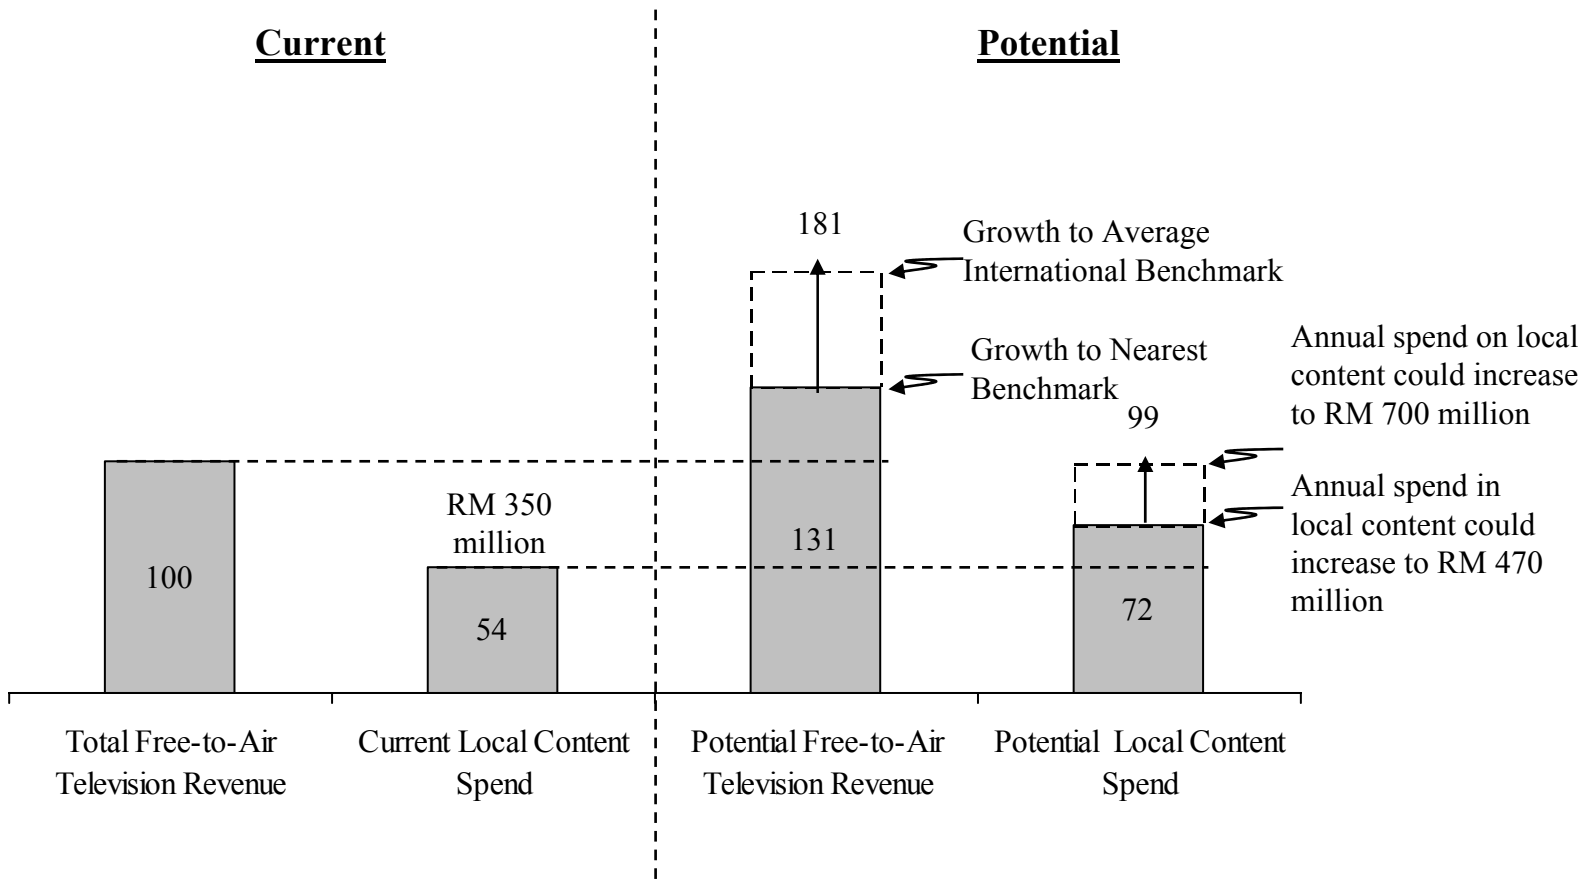 Current
Potential
181
Growth to Average
International Benchmark
Growth to Nearest
Benchmark
Annual spend on local
content could increase
to RM 700 million
99
RM 350
million
Annual spend in
local content could
increase to RM 470
million
100
54
131
72
Total Free-to-Air
Television Revenue
Current Local Content
Spend
Potential Free-to-Air
Television Revenue
Potential Local Content
Spend